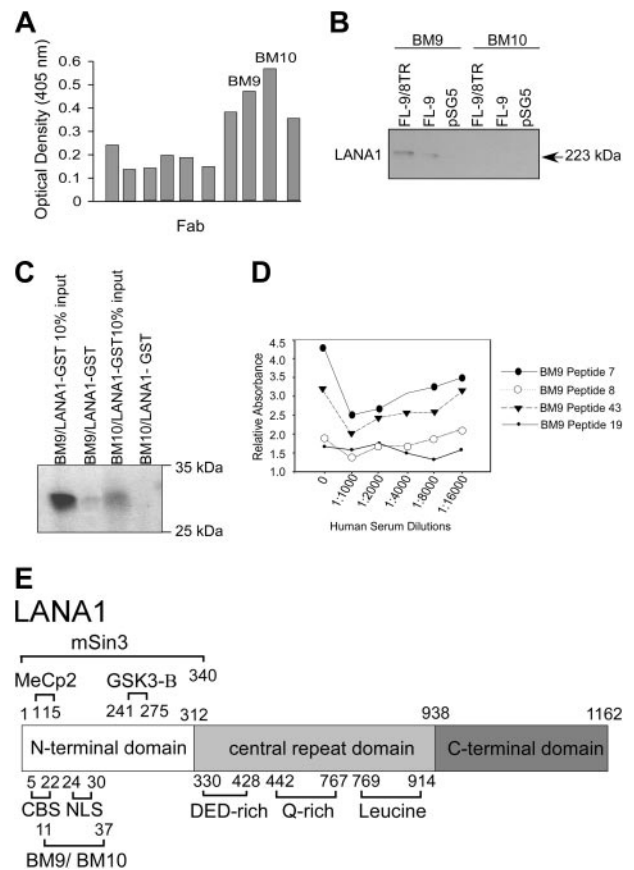 A
Optical Density (405 nm)
0.6
0.5
0.4
0.3
0.2
0.1
0
BM9
BM10
Fab
B
BM9
BM10
FL-9/8TR
FL-9
pSG5
FL-9/8TR
FL-9
pSG5
LANA1
223 kDa
C
BM9/LANA1-GST 10% input
BM9/LANA1-GST
BM10/LANA1-GST10% input
BM10/LANA1- GST
35 kDa
25 kDa
D
Relative Absorbance
4.5
4.0
3.5
3.0
2.5
2.0
1.5
1.0
0
1:1000
1:2000
1:4000
1:8000
1:16000
Human Serum Dilutions
BM9 Peptide 7
BM9 Peptide 8
BM9 Peptide 43
BM9 Peptide 19
E
LANA1
mSin3
MeCp2
GSK3-B
340
1 115
241 275
312
938
1162
N-terminal domain
central repeat domain
C-terminal domain
5 22 24 30
330 428 442 767 769 914
CBS NLS
DED-rich
Q-rich
Leucine
11 37
BM9/ BM10